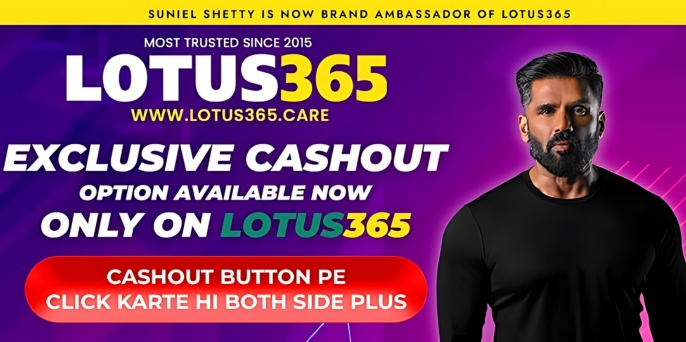 SUNIEL SHETTY IS NOW BRAND AMBASSADOR OF LOTUS365
MOST TRUSTED SINCE 2015
LOTUS365
WWW.LOTUS365.CARE
EXCLUSIVE CASHOUT
OPTION AVAILABLE NOW
ONLY ON LOTUS365
CASHOUT BUTTON PE
CLICK KARTE HI BOTH SIDE PLUS